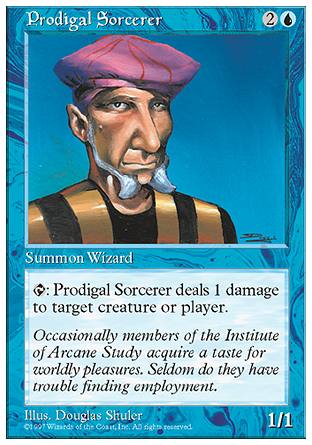 Prodigal Sorcerer 2
Summon Wizard
: Prodigal Sorcerer deals 1 damage
to target creature or player.
Occasionally members of the Institute
of Arcane Study acquire a taste for
worldly pleasures. Seldom do they have
trouble finding employment.
Illus. Douglas Shuler
©1997 Wizards of the Coast, Inc. All rights reserved.
1/1